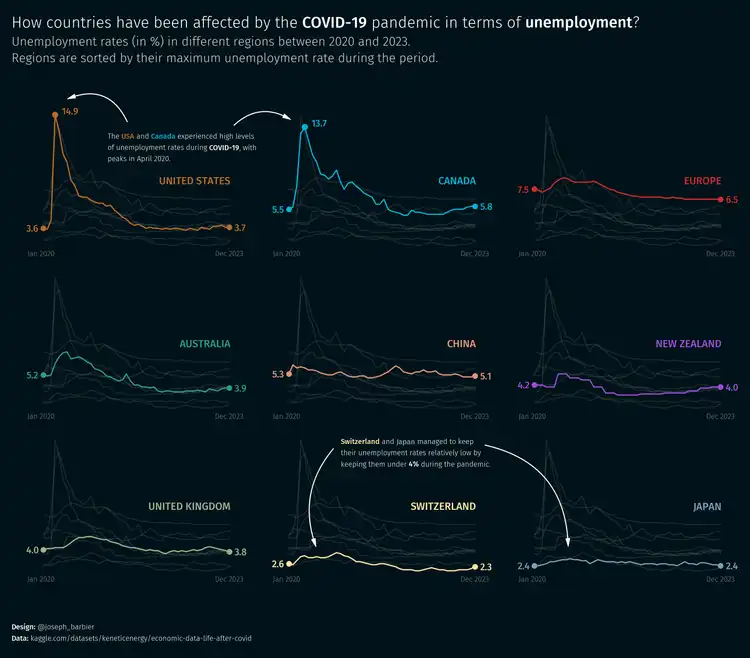 How countries have been affected by the COVID-19 pandemic in terms of unemployment?
Unemployment rates (in %) in different regions between 2020 and 2023.
Regions are sorted by their maximum unemployment rate during the period.
14.9
The USA and Canada experienced high levels
of unemployment rates during COVID-19, with
peaks in April 2020.
UNITED STATES
3.6
3.7
Jan 2020
Dec 2023
13.7
CANADA
5.5
5.8
Jan 2020
Dec 2023
EUROPE
7.5
6.5
Jan 2020
Dec 2023
AUSTRALIA
5.2
3.9
Jan 2020
Dec 2023
CHINA
5.3
5.1
Jan 2020
Dec 2023
NEW ZEALAND
4.2
4.0
Jan 2020
Dec 2023
Switzerland and Japan managed to keep
their unemployment rates relatively low by
keeping them under 4% during the pandemic.
UNITED KINGDOM
4.0
3.8
Jan 2020
Dec 2023
SWITZERLAND
2.6
2.3
Jan 2020
Dec 2023
JAPAN
2.4
2.4
Jan 2020
Dec 2023
Design: @joseph_barbier
Data: kaggle.com/datasets/keneticenergy/economic-data-life-after-covid